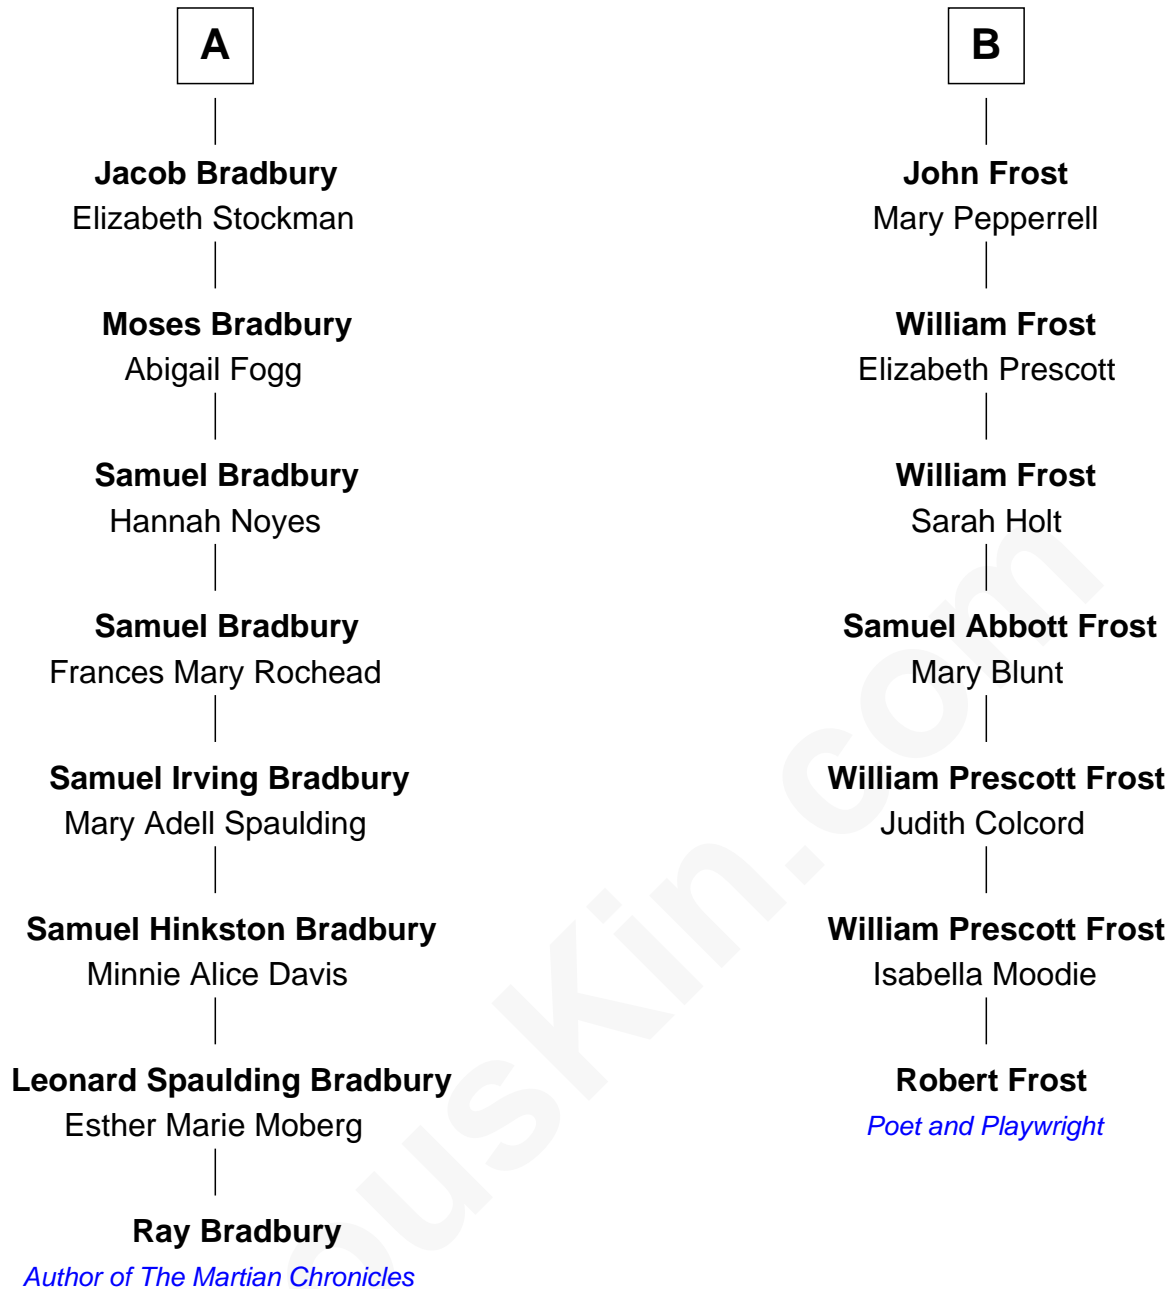 A
Jacob Bradbury
Elizabeth Stockman
Moses Bradbury
Abigail Fogg
Samuel Bradbury
Hannah Noyes
Samuel Bradbury
Frances Mary Rochead
Samuel Irving Bradbury
Mary Adell Spaulding
Samuel Hinkston Bradbury
Minnie Alice Davis
Leonard Spaulding Bradbury
Esther Marie Moberg
Ray Bradbury
Author of The Martian Chronicles
B
John Frost
Mary Pepperrell
William Frost
Elizabeth Prescott
William Frost
Sarah Holt
Samuel Abbott Frost
Mary Blunt
William Prescott Frost
Judith Colcord
William Prescott Frost
Isabella Moodie
Robert Frost
Poet and Playwright
ousKin.com